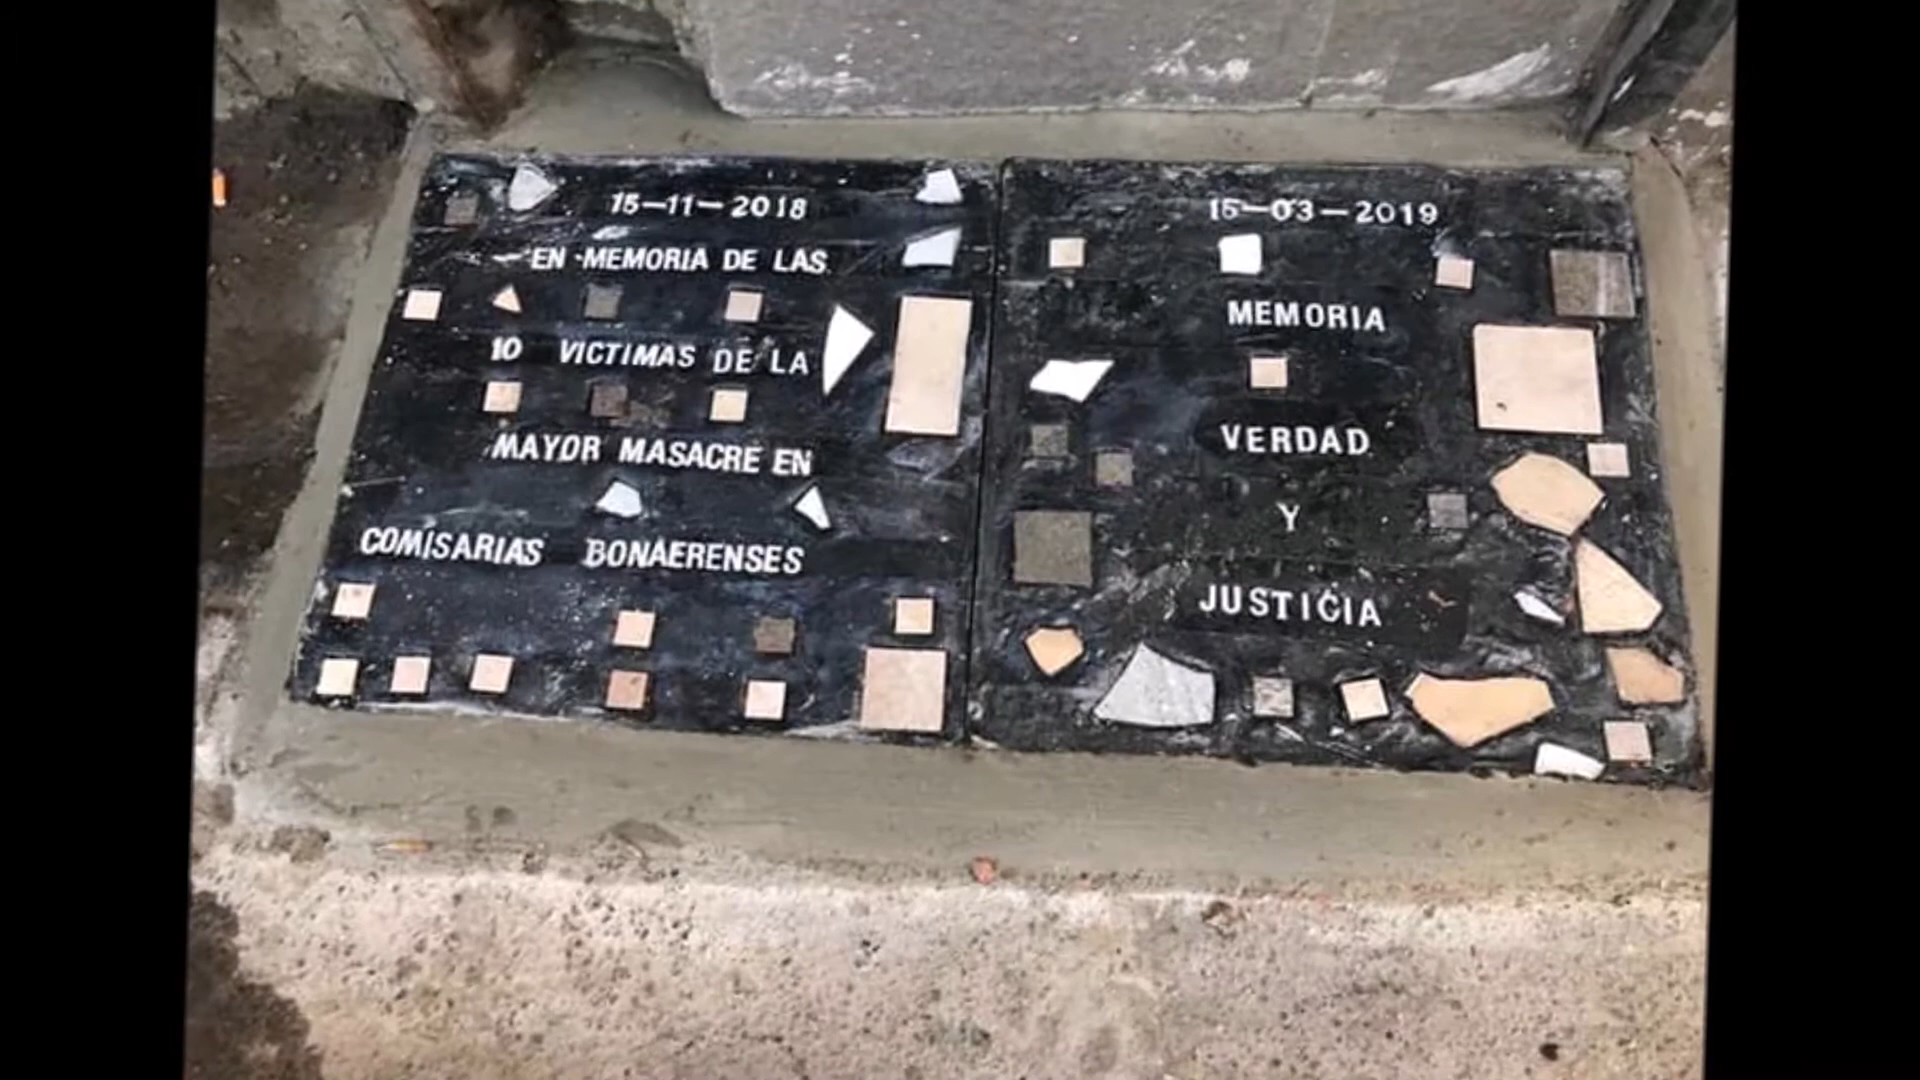 15-11-2018
EN MEMORIA DE LAS
10 VICTIMAS DE LA
MAYOR MASACRE EN
COMISARIAS BONAERENSES
15-03-2019
MEMORIA
VERDAD
Y
JUSTICIA